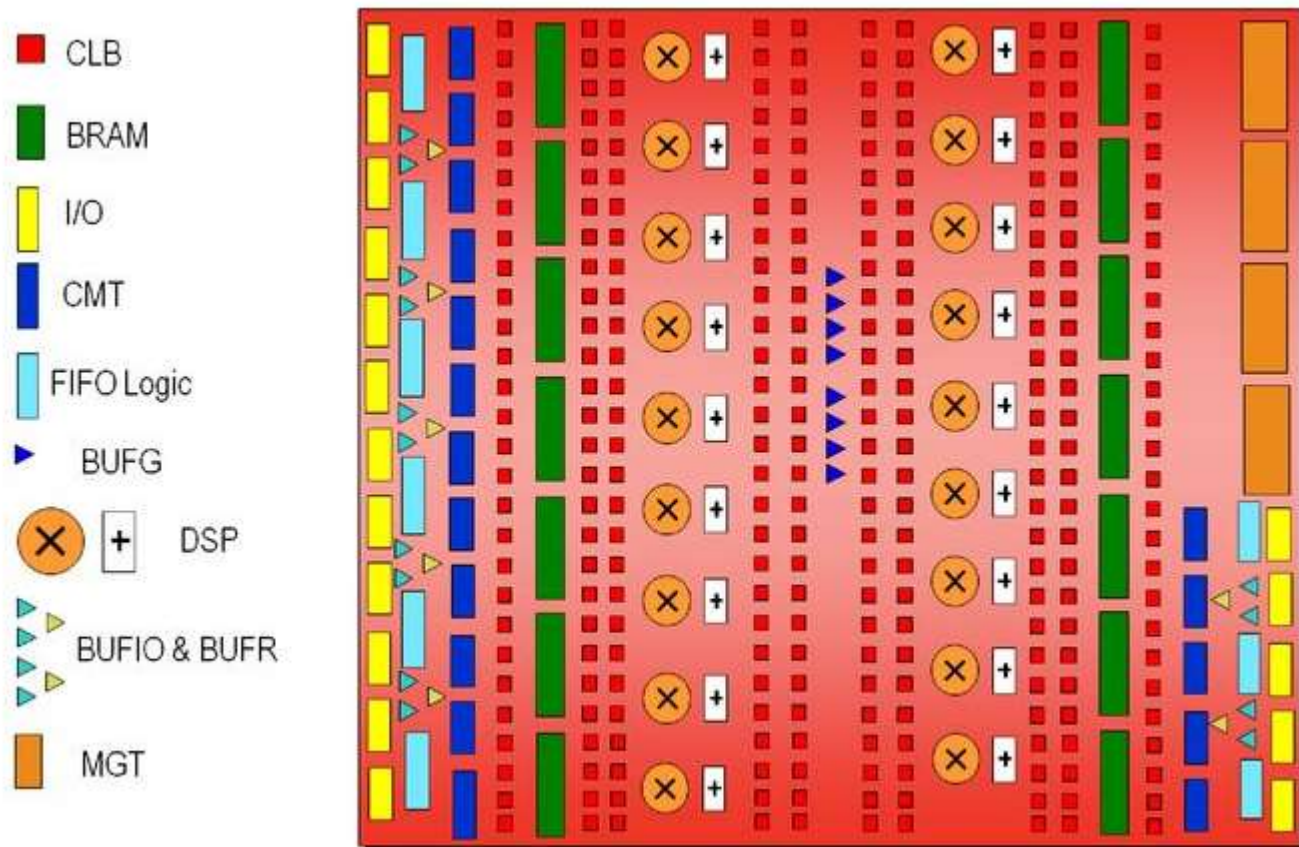 CLB
BRAM
I/O
CMT
FIFO Logic
BUFG
DSP
BUFIO & BUFR
MGT